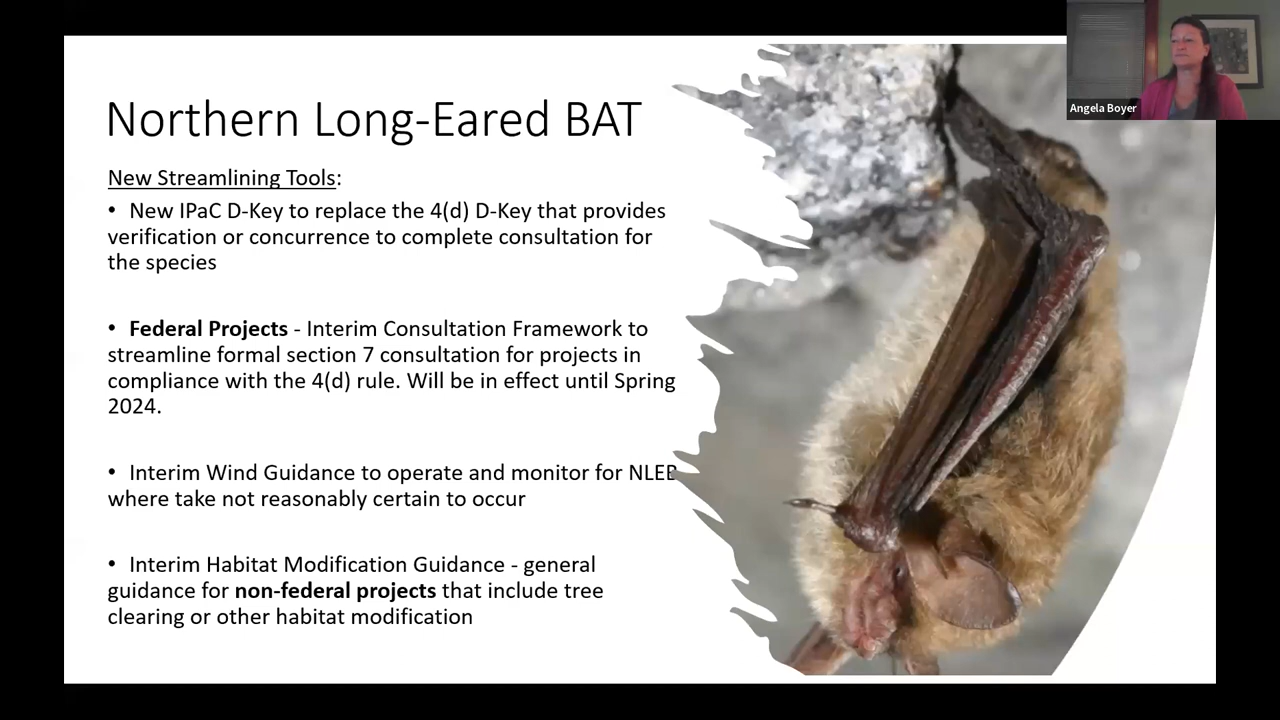 Angela Boyer
Northern Long-Eared BAT
New Streamlining Tools:
• New IPaC D-Key to replace the 4(d) D-Key that provides
verification or concurrence to complete consultation for
the species
• Federal Projects - Interim Consultation Framework to
streamline formal section 7 consultation for projects in
compliance with the 4(d) rule. Will be in effect until Spring
2024.
• Interim Wind Guidance to operate and monitor for NLEB
where take not reasonably certain to occur
• Interim Habitat Modification Guidance - general
guidance for non-federal projects that include tree
clearing or other habitat modification